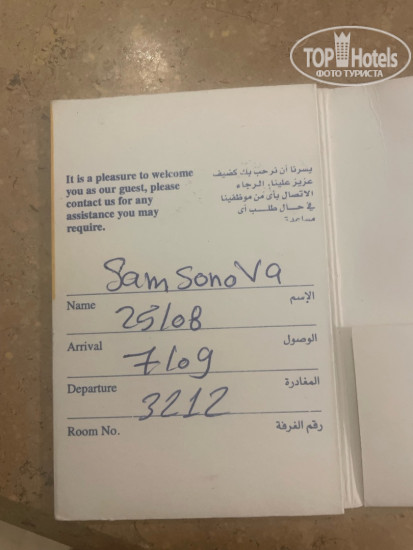 TOP Hotels
ФОТО ТУРИСТА
It is a pleasure to welcome
you as our guest, please
contact us for any
assistance you may
require.
يسرنا أن نرحب بك كضيف
عزيز علينا، الرجاء
الاتصال بأي من موظفينا
في حال طلب أي
Samsonova
Name الإسم
25/08
Arrival الوصول
7/09
Departure المغادرة
3212
Room No. رقم الغرفة